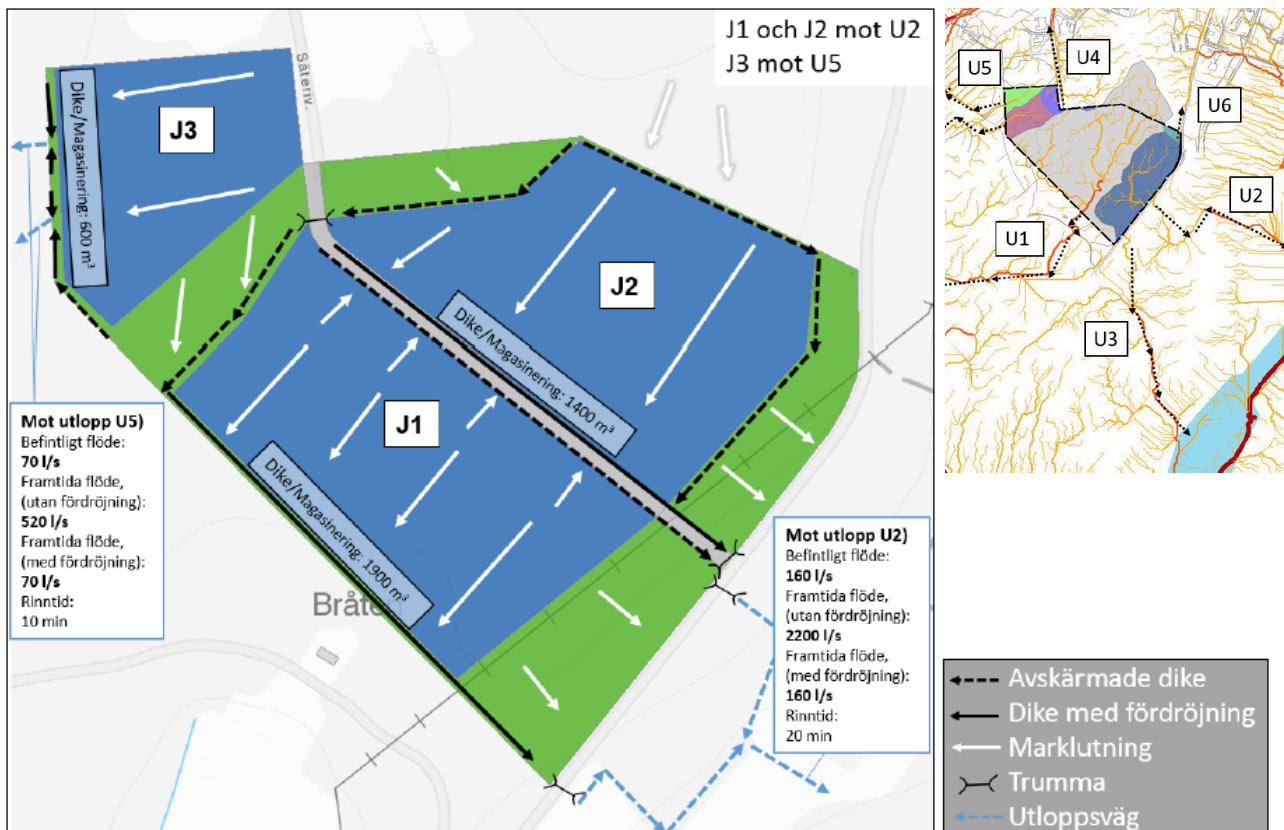 J1 och J2 mot U2
J3 mot U5
Säteriv.
J3
Dike/Magasinering: 600 m³
J2
Dike/Magasinering: 1400 m³
J1
Dike/Magasinering: 1900 m³
Mot utlopp U5)
Befintligt flöde:
70 l/s
Framtida flöde,
(utan fördröjning):
520 l/s
Framtida flöde,
(med fördröjning):
70 l/s
Rinntid:
10 min
Mot utlopp U2)
Befintligt flöde:
160 l/s
Framtida flöde,
(utan fördröjning):
2200 l/s
Framtida flöde,
(med fördröjning):
160 l/s
Rinntid:
20 min
U5
U4
U6
U2
U1
U3
Avskärmade dike
Dike med fördröjning
Marklutning
Trumma
Utloppsväg